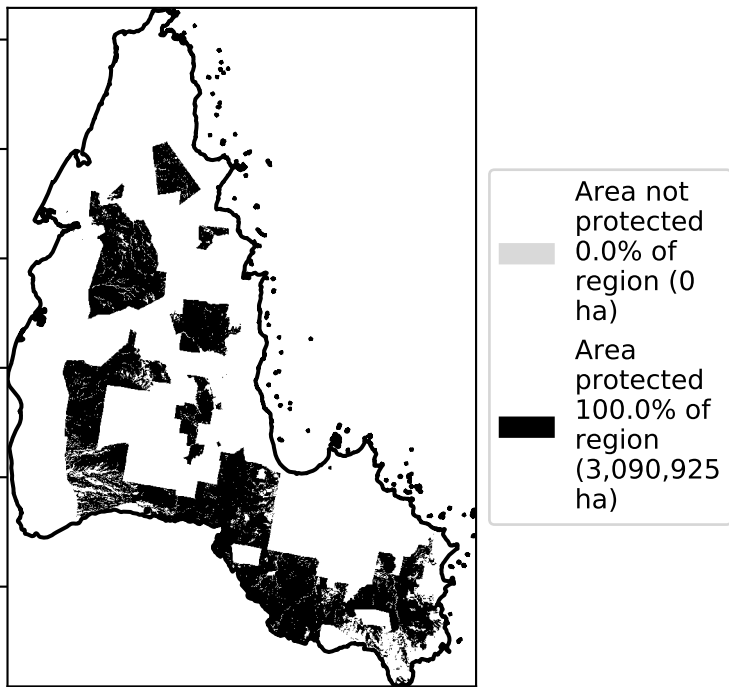 Area not
protected
0.0% of
region (0
ha)
Area
protected
100.0% of
region
(3,090,925
ha)